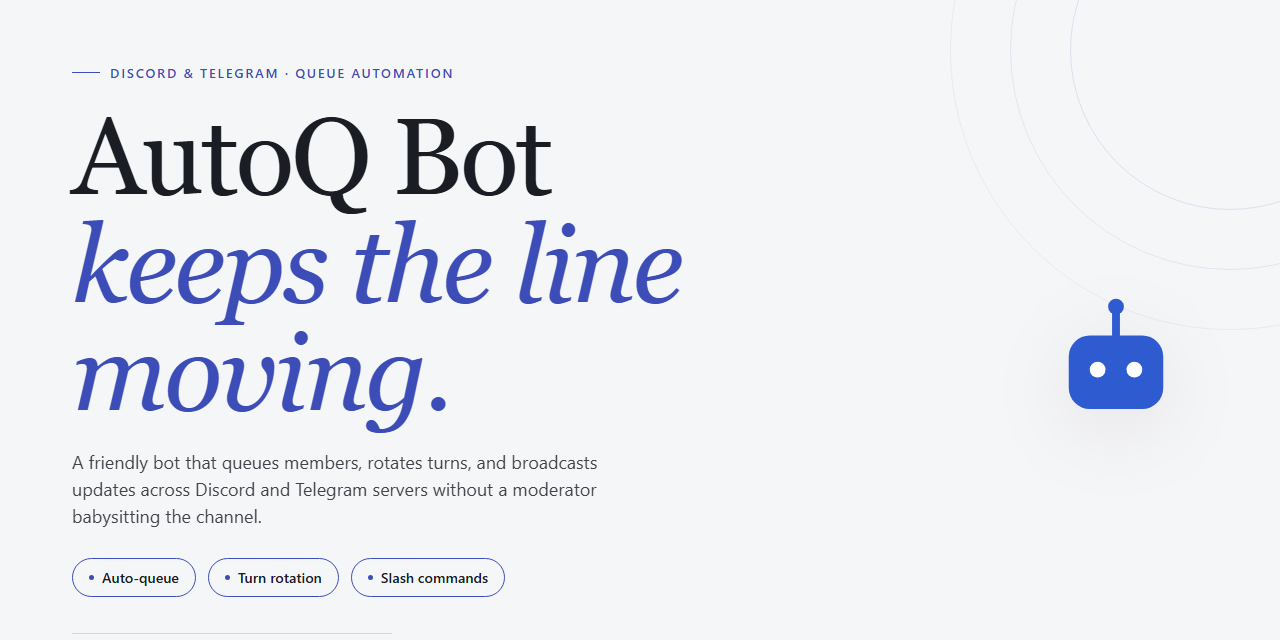 DISCORD & TELEGRAM · QUEUE AUTOMATION
AutoQ Bot
keeps the line
moving.
A friendly bot that queues members, rotates turns, and broadcasts
updates across Discord and Telegram servers without a moderator
babysitting the channel.
Auto-queue
Turn rotation
Slash commands